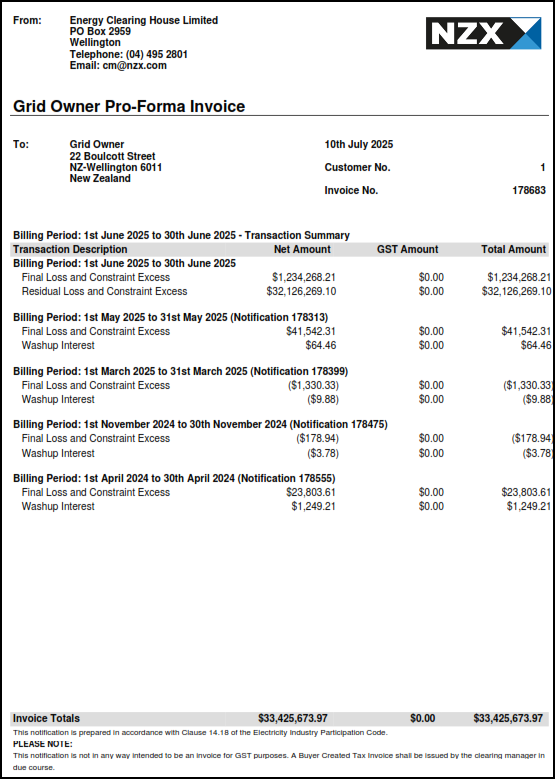 From: Energy Clearing House Limited
PO Box 2959
Wellington
Telephone: (04) 495 2801
Email: cm@nzx.com
NZX
Grid Owner Pro-Forma Invoice
To: Grid Owner 10th July 2025
22 Boulcott Street
NZ-Wellington 6011 Customer No. 1
New Zealand
Invoice No. 178683
Billing Period: 1st June 2025 to 30th June 2025 - Transaction Summary
Transaction Description Net Amount GST Amount Total Amount
Billing Period: 1st June 2025 to 30th June 2025
Final Loss and Constraint Excess $1,234,268.21 $0.00 $1,234,268.21
Residual Loss and Constraint Excess $32,126,269.10 $0.00 $32,126,269.10
Billing Period: 1st May 2025 to 31st May 2025 (Notification 178313)
Final Loss and Constraint Excess $41,542.31 $0.00 $41,542.31
Washup Interest $64.46 $0.00 $64.46
Billing Period: 1st March 2025 to 31st March 2025 (Notification 178399)
Final Loss and Constraint Excess ($1,330.33) $0.00 ($1,330.33)
Washup Interest ($9.88) $0.00 ($9.88)
Billing Period: 1st November 2024 to 30th November 2024 (Notification 178475)
Final Loss and Constraint Excess ($178.94) $0.00 ($178.94)
Washup Interest ($3.78) $0.00 ($3.78)
Billing Period: 1st April 2024 to 30th April 2024 (Notification 178555)
Final Loss and Constraint Excess $23,803.61 $0.00 $23,803.61
Washup Interest $1,249.21 $0.00 $1,249.21
Invoice Totals $33,425,673.97 $0.00 $33,425,673.97
This notification is prepared in accordance with Clause 14.18 of the Electricity Industry Participation Code.
PLEASE NOTE:
This notification is not in any way intended to be an invoice for GST purposes. A Buyer Created Tax Invoice shall be issued by the clearing manager in
due course.